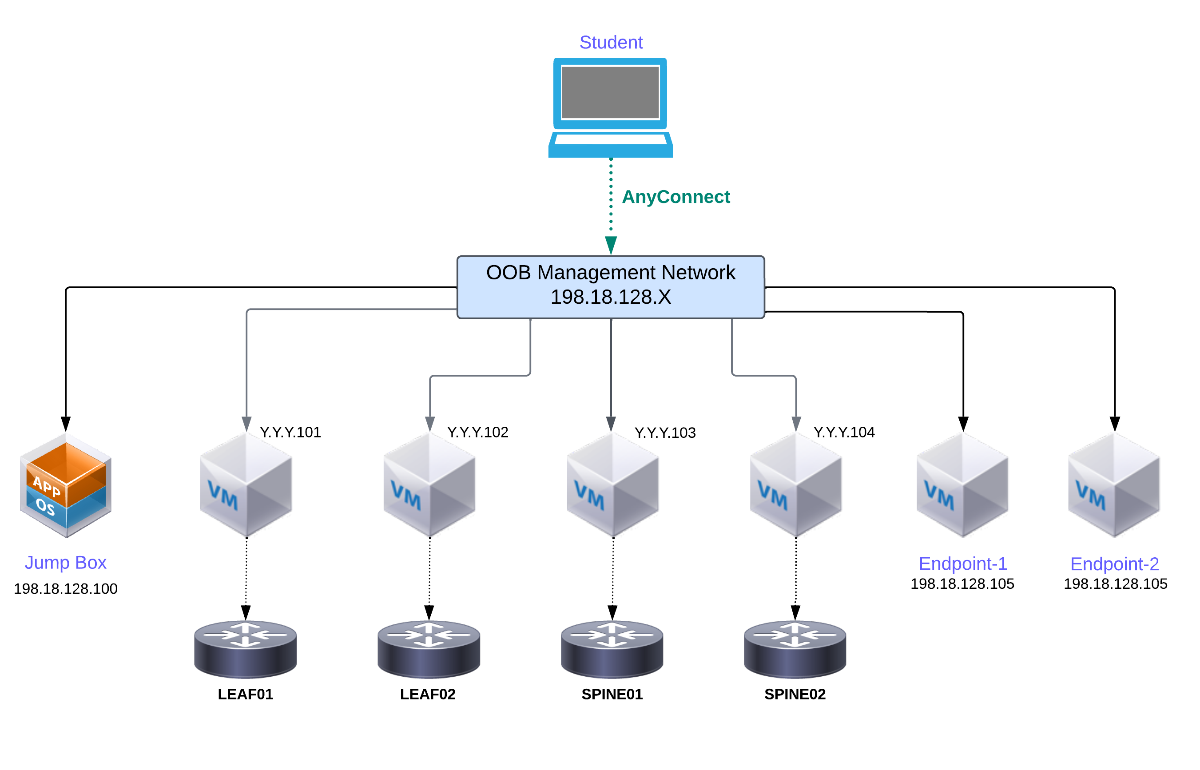 Student
AnyConnect
OOB Management Network
198.18.128.X
Y.Y.Y.101
Y.Y.Y.102
Y.Y.Y.103
Y.Y.Y.104
APP
OS
VM
VM
VM
VM
VM
VM
Jump Box
198.18.128.100
Endpoint-1
198.18.128.105
Endpoint-2
198.18.128.105
LEAF01
LEAF02
SPINE01
SPINE02